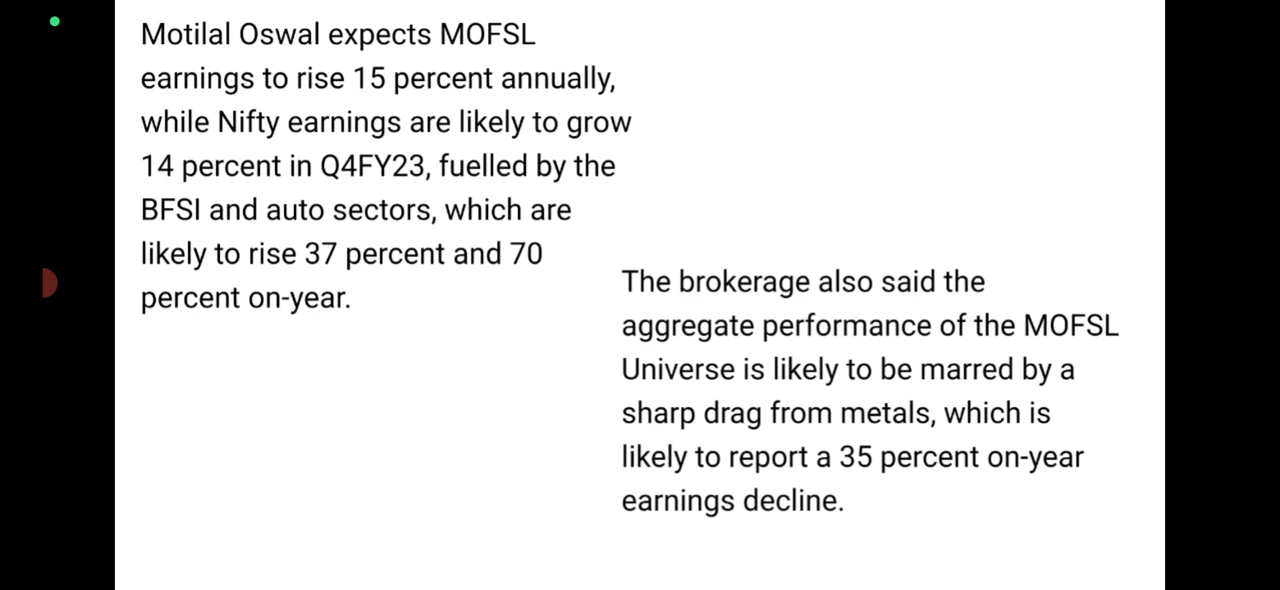 Motilal Oswal expects MOFSL
earnings to rise 15 percent annually,
while Nifty earnings are likely to grow
14 percent in Q4FY23, fuelled by the
BFSI and auto sectors, which are
likely to rise 37 percent and 70
percent on-year.
The brokerage also said the
aggregate performance of the MOFSL
Universe is likely to be marred by a
sharp drag from metals, which is
likely to report a 35 percent on-year
earnings decline.